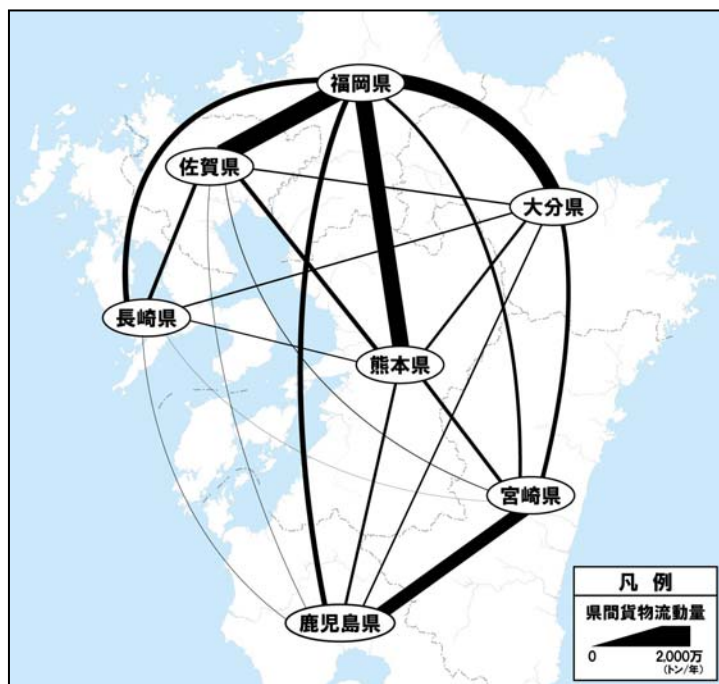 福岡県
佐賀県
大分県
長崎県
熊本県
宮崎県
鹿児島県
凡 例
県間貨物流動量
0 2,000万
(トン/年)